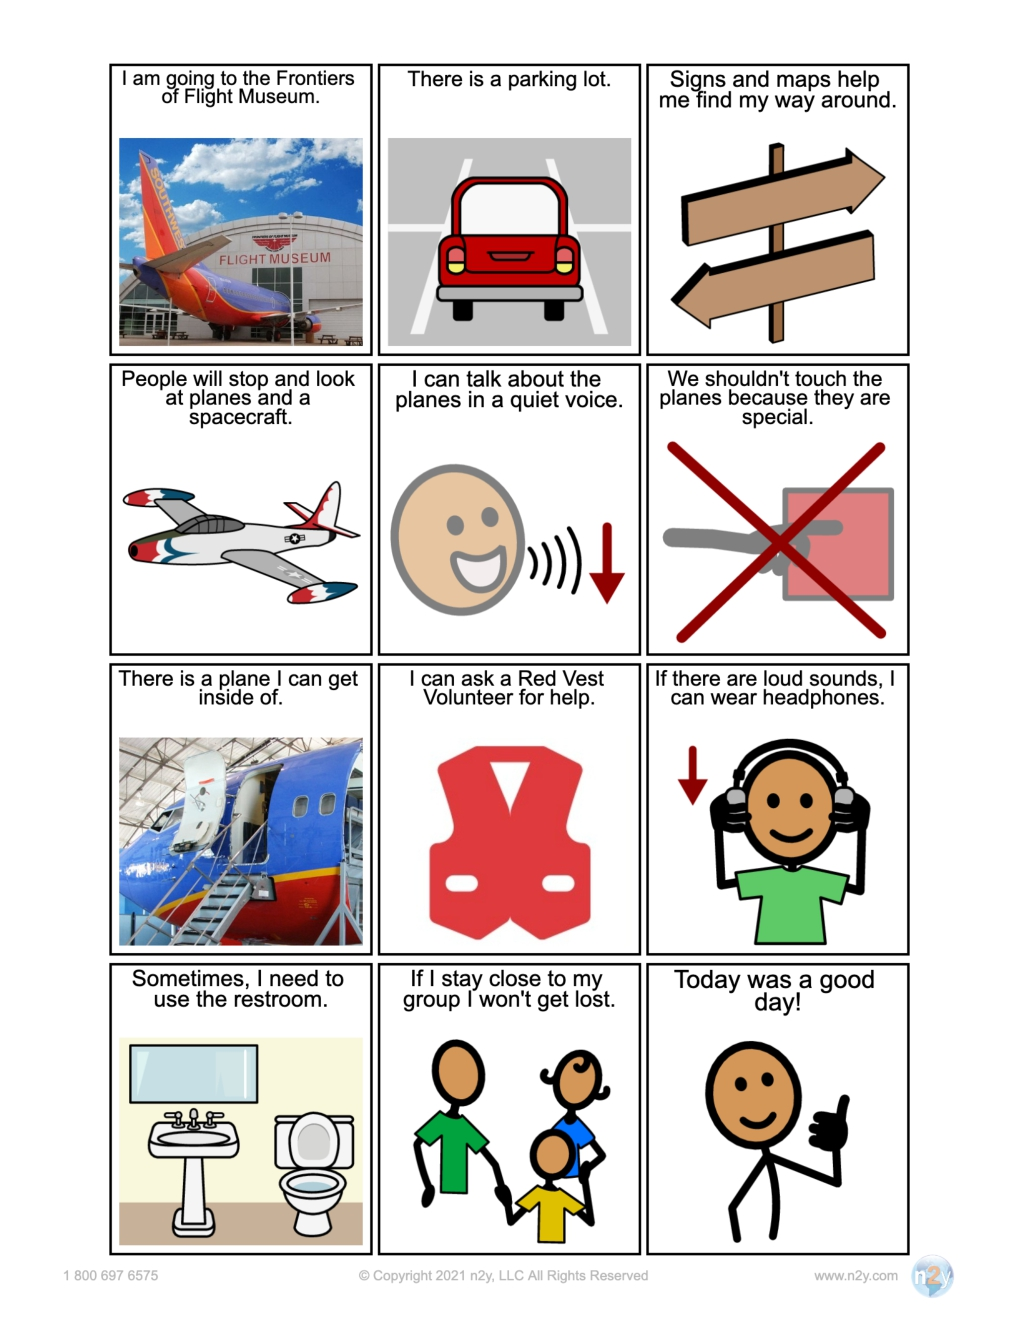 I am going to the Frontiers
of Flight Museum.
SOUTHWE
FLIGHT MUSEUM
There is a parking lot.
Signs and maps help
me find my way around.
People will stop and look
at planes and a
spacecraft.
I can talk about the
planes in a quiet voice.
We shouldn't touch the
planes because they are
special.
There is a plane I can get
inside of.
I can ask a Red Vest
Volunteer for help.
If there are loud sounds, I
can wear headphones.
Sometimes, I need to
use the restroom.
If I stay close to my
group I won't get lost.
Today was a good
day!
1 800 697 6575
© Copyright 2021 n2y, LLC All Rights Reserved
www.n2y.com
n2y